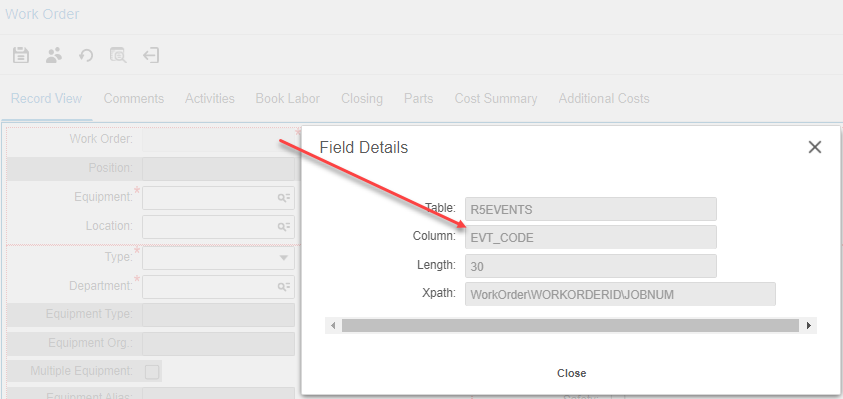 Work Order
Record View Comments Activities Book Labor Closing Parts Cost Summary Additional Costs
Work Order: *
Position:
Equipment: *
Location:
Type: *
Department: *
Equipment Type:
Equipment Org.:
Multiple Equipment:
Equipment Alias:
Field Details
Table: R5EVENTS
Column: EVT_CODE
Length: 30
Xpath: WorkOrder\WORKORDERID\JOBNUM
Close